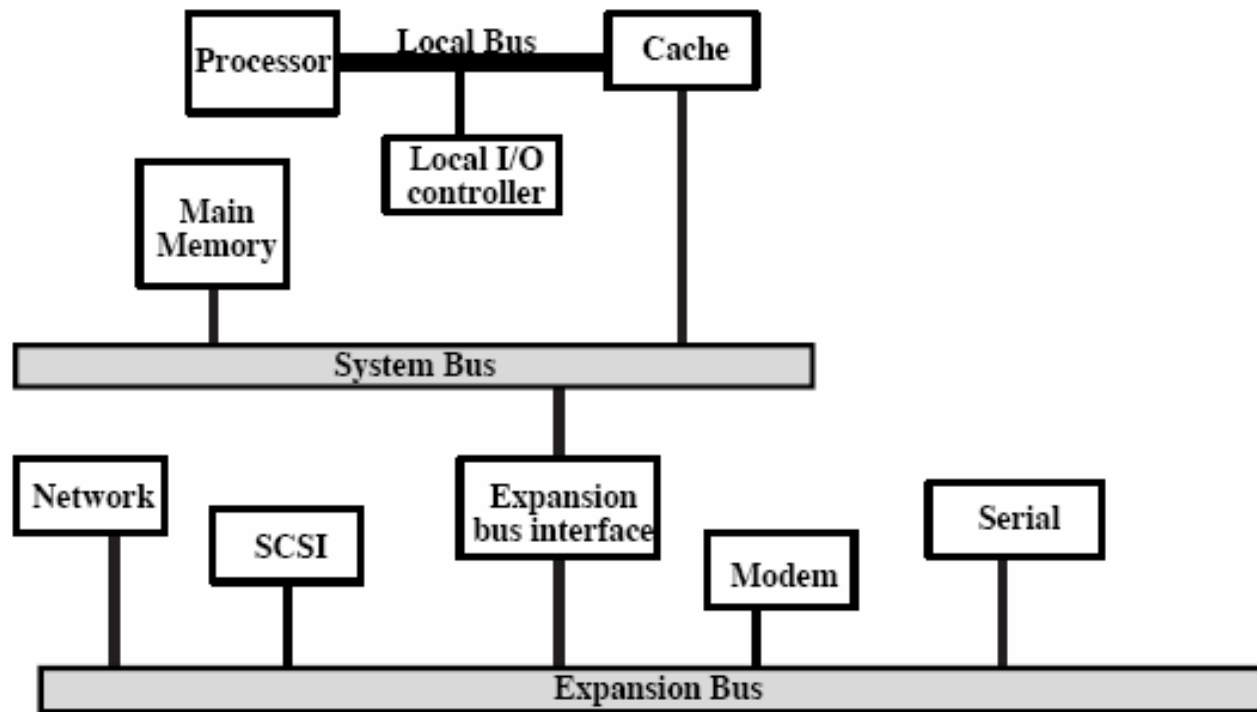 Processor
Local Bus
Cache
Local I/O
controller
Main
Memory
System Bus
Network
SCSI
Expansion
bus interface
Modem
Serial
Expansion Bus